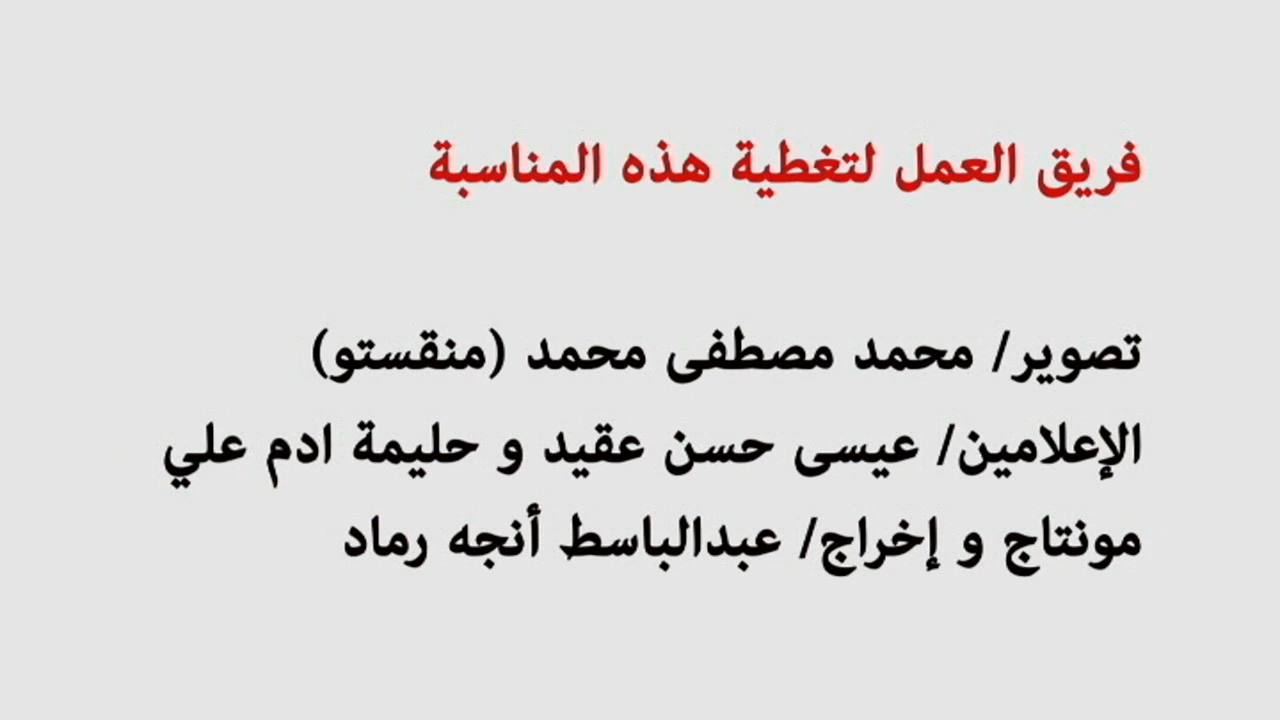 فريق العمل لتغطية هذه المناسبة
تصوير/ محمد مصطفى محمد (منقستو)
الإعلامين/ عيسى حسن عقيد و حليمة ادم علي
مونتاج و إخراج/ عبدالباسط أنجه رماد